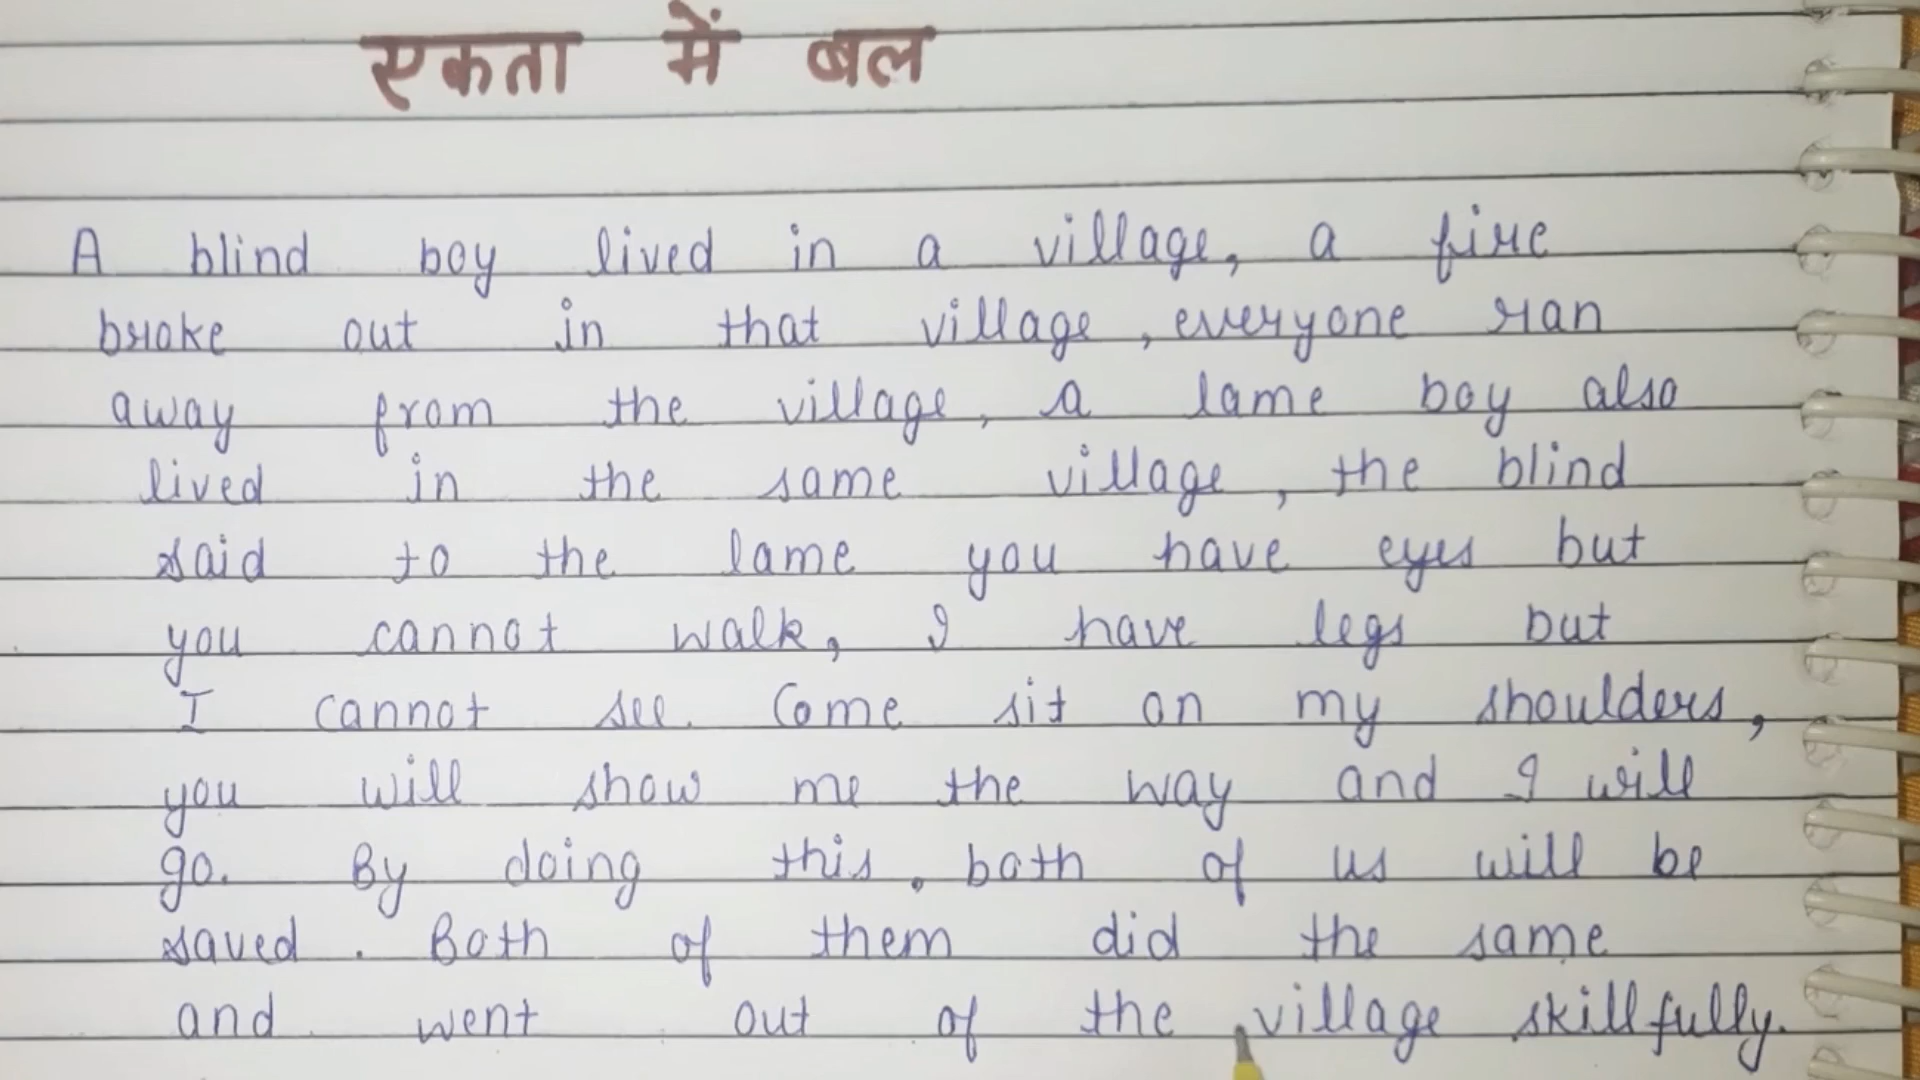 एकता में बल
A blind boy lived in a village, a fire
broke out in that village, everyone ran
away from the village, a lame boy also
lived in the same village, the blind
said to the lame you have eyes but
you cannot walk, I have legs but
I cannot see. Come sit on my shoulders,
you will show me the way and I will
go. By doing this, both of us will be
saved. Both of them did the same
and went out of the village skillfully.